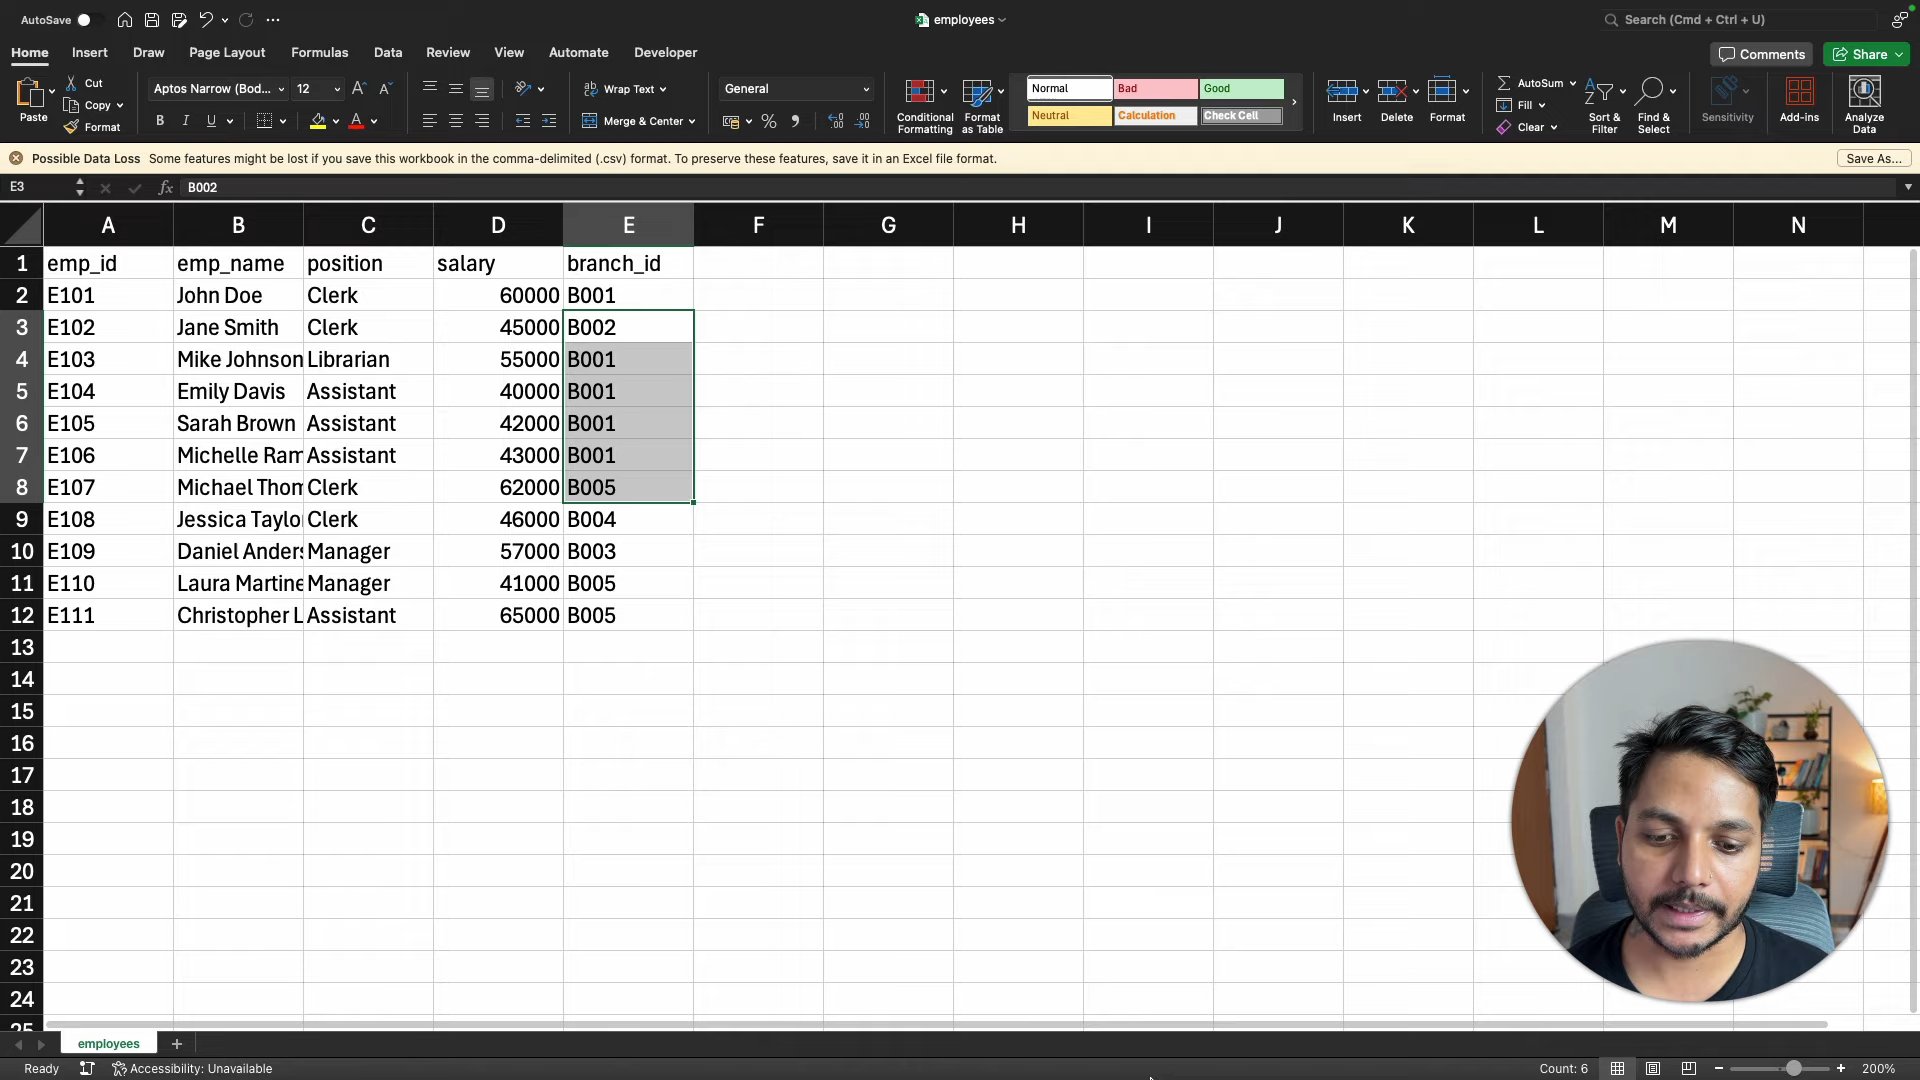 AutoSave
employees
Search (Cmd + Ctrl + U)
Home Insert Draw Page Layout Formulas Data Review View Automate Developer
Comments Share
Paste Cut Copy Format
Aptos Narrow (Bod... 12
B I U A
Wrap Text
Merge & Center
General
Conditional Formatting
Format as Table
Normal Bad Good
Neutral Calculation Check Cell
Insert Delete Format
AutoSum
Fill
Clear
Sort & Filter
Find & Select
Sensitivity
Add-ins
Analyze Data
Possible Data Loss Some features might be lost if you save this workbook in the comma-delimited (.csv) format. To preserve these features, save it in an Excel file format. Save As...
E3 fx B002
A B C D E F G H I J K L M N
1 emp_id emp_name position salary branch_id
2 E101 John Doe Clerk 60000 B001
3 E102 Jane Smith Clerk 45000 B002
4 E103 Mike Johnson Librarian 55000 B001
5 E104 Emily Davis Assistant 40000 B001
6 E105 Sarah Brown Assistant 42000 B001
7 E106 Michelle Ram Assistant 43000 B001
8 E107 Michael Thom Clerk 62000 B005
9 E108 Jessica Taylo Clerk 46000 B004
10 E109 Daniel Anders Manager 57000 B003
11 E110 Laura Martine Manager 41000 B005
12 E111 Christopher L Assistant 65000 B005
13
14
15
16
17
18
19
20
21
22
23
24
25
employees
Ready Accessibility: Unavailable Count: 6 200%